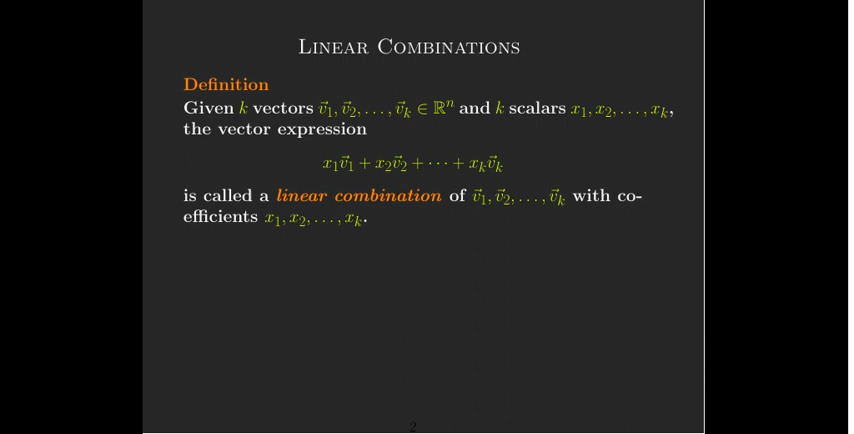 Linear Combinations
Definition
Given k vectors v⃗₁, v⃗₂, . . . , v⃗ₖ ∈ ℝⁿ and k scalars x₁, x₂, . . . , xₖ,
the vector expression
x₁v⃗₁ + x₂v⃗₂ + · · · + xₖv⃗ₖ
is called a linear combination of v⃗₁, v⃗₂, . . . , v⃗ₖ with co-
efficients x₁, x₂, . . . , xₖ.
2